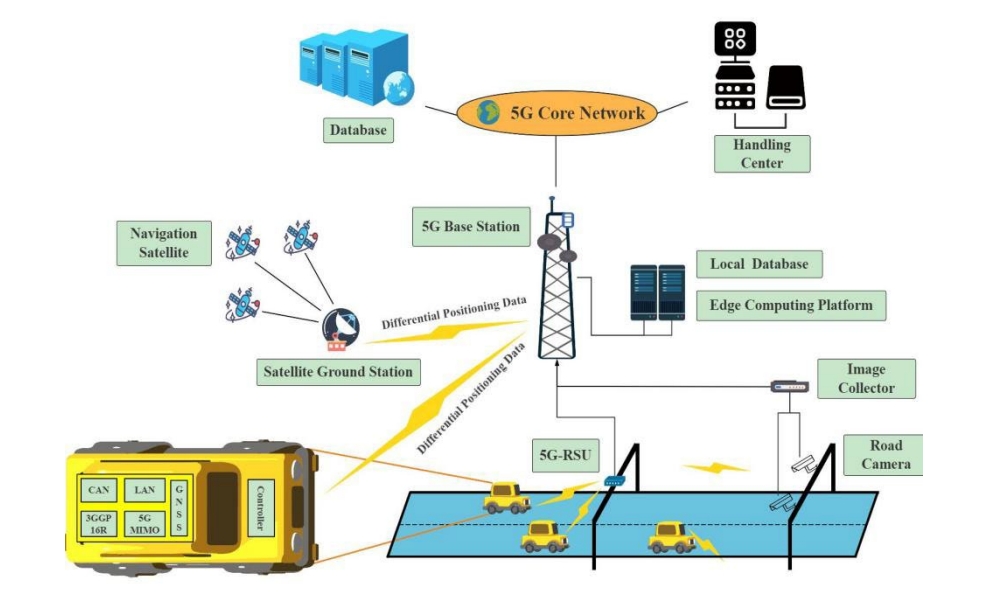 5G Core Network
Database
Handling
Center
Navigation
Satellite
5G Base Station
Local Database
Edge Computing Platform
Differential Positioning Data
Satellite Ground Station
Differential Positioning Data
Image
Collector
5G-RSU
Road
Camera
CAN
LAN
GNSS
3GGP
16R
5G
MIMO
Controller